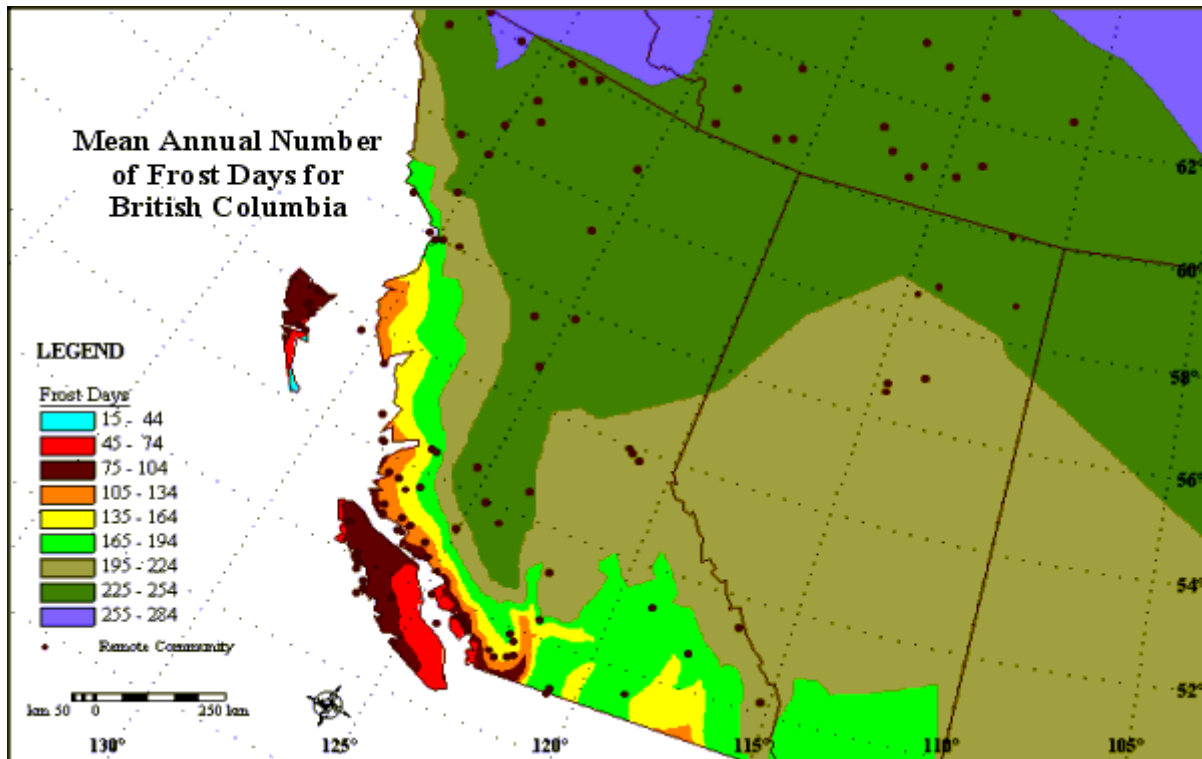 Mean Annual Number
of Frost Days for
British Columbia
LEGEND
Frost Days
15 - 44
45 - 74
75 - 104
105 - 134
135 - 164
165 - 194
195 - 224
225 - 254
255 - 284
Remote Community
km 50 0 250 km
130° 125° 120° 115° 110° 105°
62°
60°
58°
56°
54°
52°